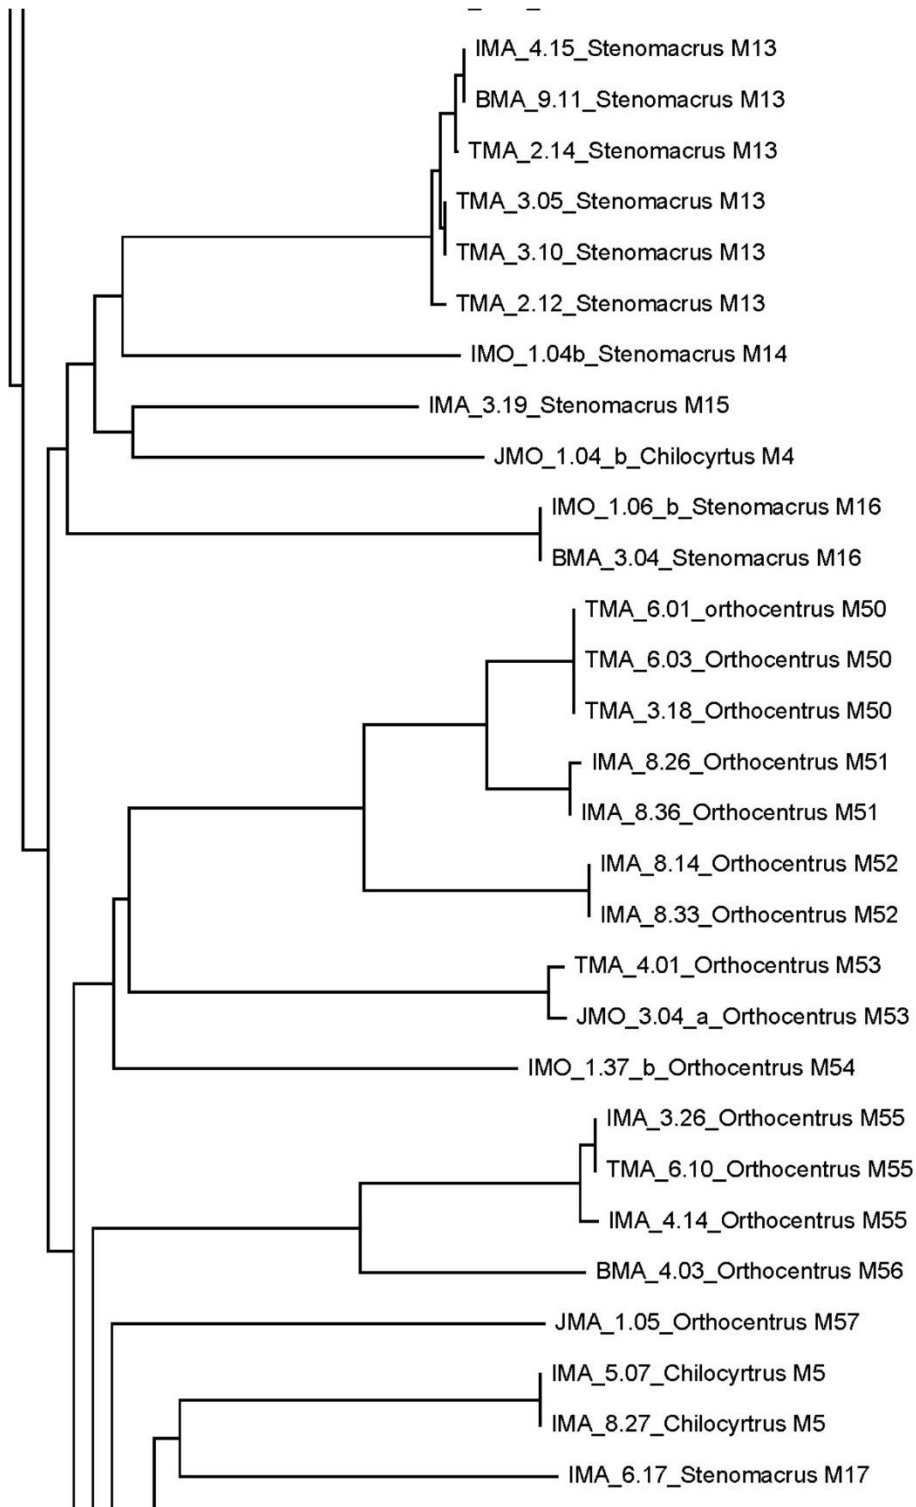 IMA_4.15_Stenomacrus M13
BMA_9.11_Stenomacrus M13
TMA_2.14_Stenomacrus M13
TMA_3.05_Stenomacrus M13
TMA_3.10_Stenomacrus M13
TMA_2.12_Stenomacrus M13
IMO_1.04b_Stenomacrus M14
IMA_3.19_Stenomacrus M15
JMO_1.04_b_Chilocyrtus M4
IMO_1.06_b_Stenomacrus M16
BMA_3.04_Stenomacrus M16
TMA_6.01_orthocentrus M50
TMA_6.03_Orthocentrus M50
TMA_3.18_Orthocentrus M50
IMA_8.26_Orthocentrus M51
IMA_8.36_Orthocentrus M51
IMA_8.14_Orthocentrus M52
IMA_8.33_Orthocentrus M52
TMA_4.01_Orthocentrus M53
JMO_3.04_a_Orthocentrus M53
IMO_1.37_b_Orthocentrus M54
IMA_3.26_Orthocentrus M55
TMA_6.10_Orthocentrus M55
IMA_4.14_Orthocentrus M55
BMA_4.03_Orthocentrus M56
JMA_1.05_Orthocentrus M57
IMA_5.07_Chilocyrtrus M5
IMA_8.27_Chilocyrtrus M5
IMA_6.17_Stenomacrus M17